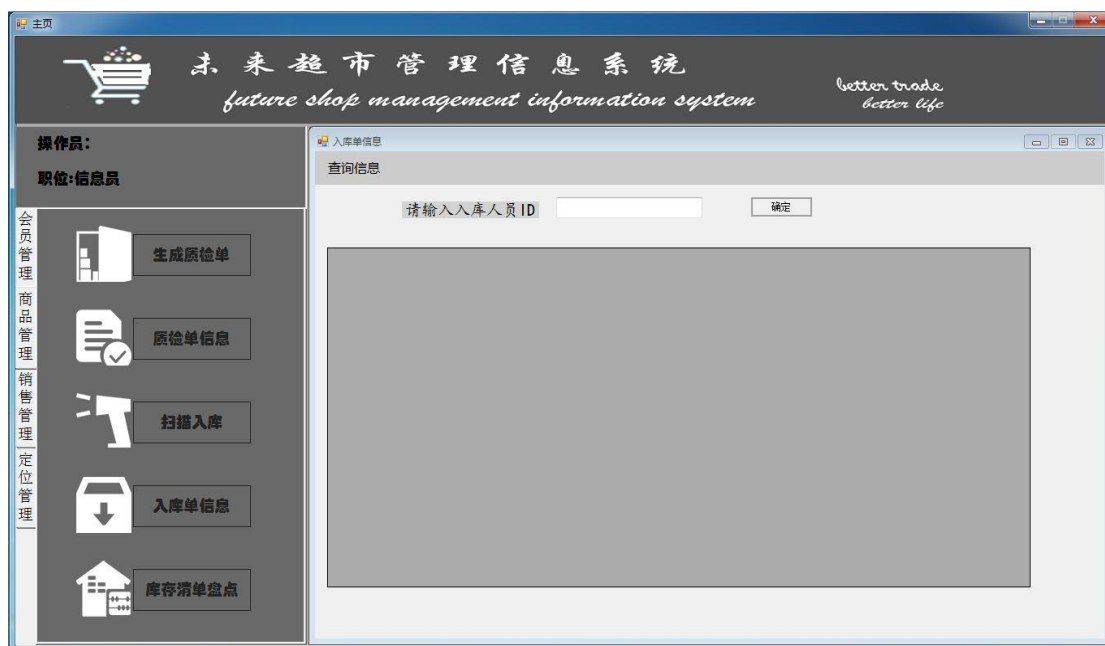 主页
未来超市管理信息系统
future shop management information system
better trade
better life
操作员：
职位:信息员
会员管理
商品管理
销售管理
定位管理
生成质检单
质检单信息
扫描入库
入库单信息
库存清单盘点
入库单信息
查询信息
请输入入库人员ID
确定